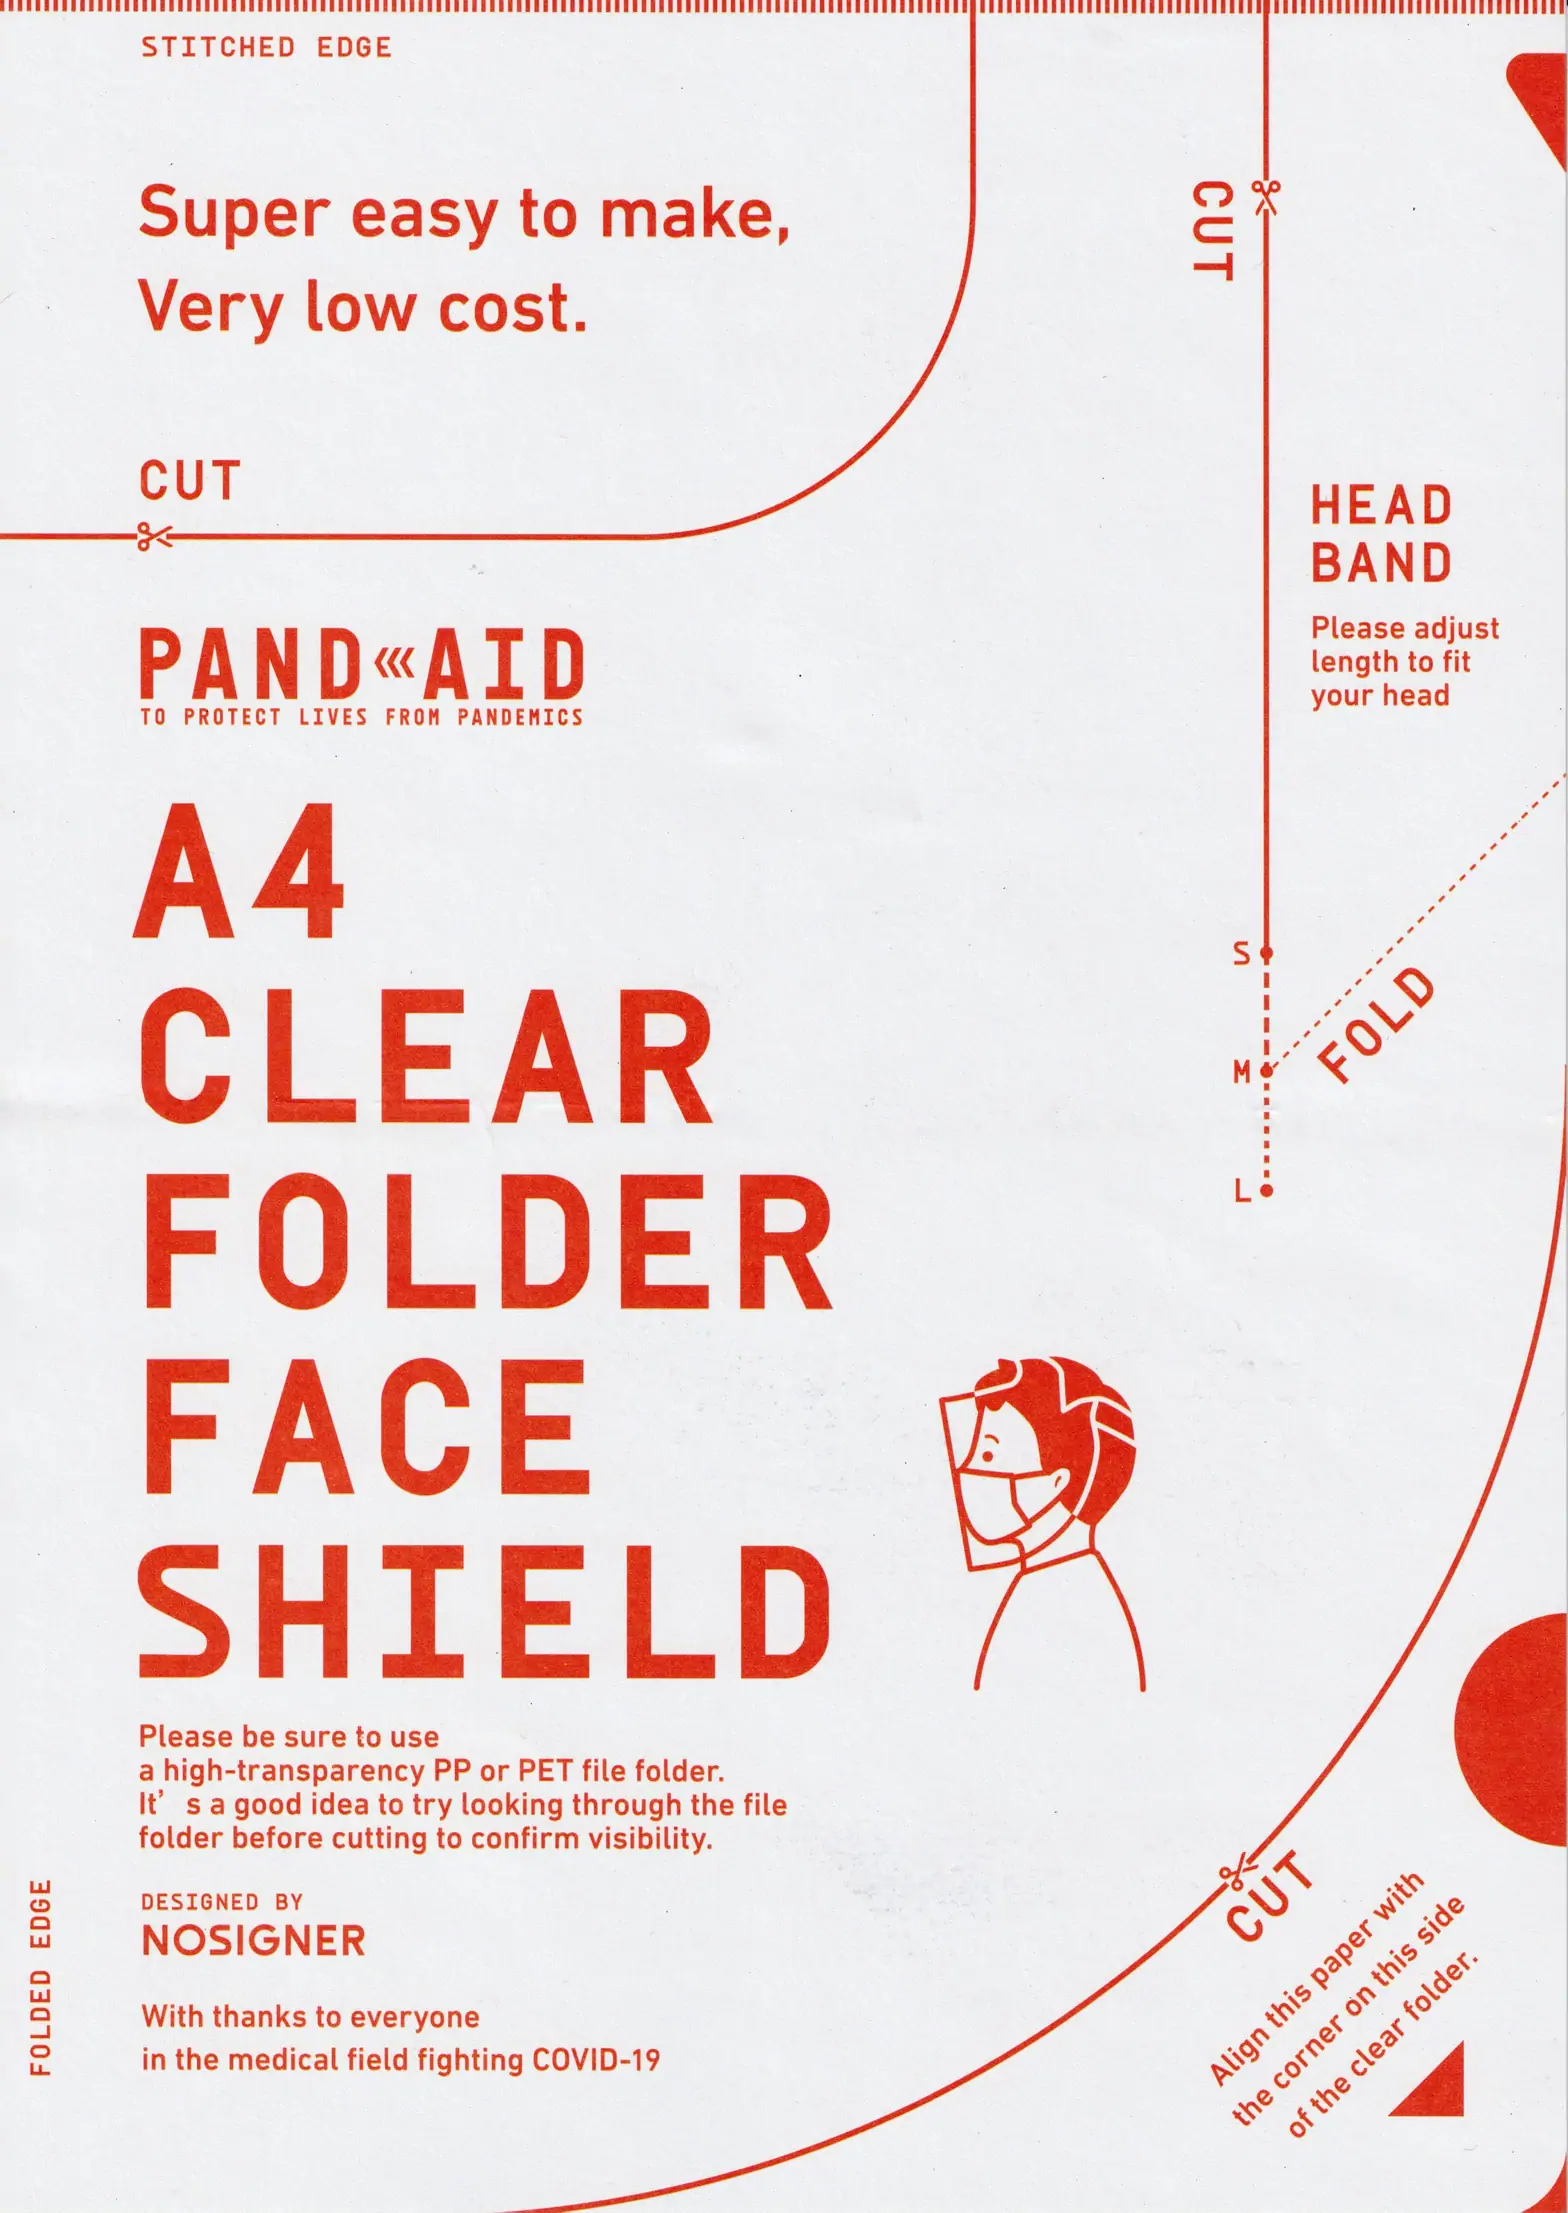 STITCHED EDGE
Super easy to make,
Very low cost.
CUT
CUT
HEAD
BAND
Please adjust
length to fit
your head
PAND‹‹‹AID
TO PROTECT LIVES FROM PANDEMICS
A4
CLEAR
FOLDER
FACE
SHIELD
S
M
L
FOLD
Please be sure to use
a high-transparency PP or PET file folder.
It’ s a good idea to try looking through the file
folder before cutting to confirm visibility.
DESIGNED BY
NOSIGNER
With thanks to everyone
in the medical field fighting COVID-19
FOLDED EDGE
CUT
Align this paper with
the corner on this side
of the clear folder.